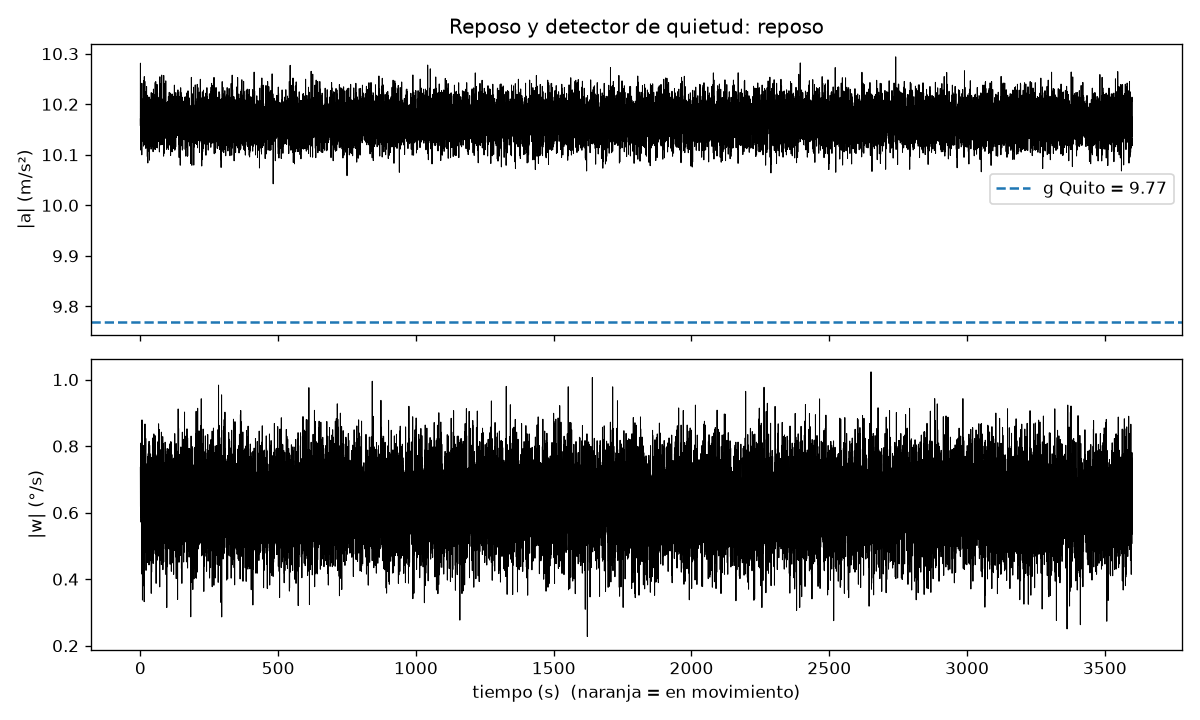 Reposo y detector de quietud: reposo
10.3
10.2
10.1
10.0
9.9
9.8
|a| (m/s²)
g Quito = 9.77
1.0
0.8
0.6
0.4
0.2
|w| (°/s)
0 500 1000 1500 2000 2500 3000 3500
tiempo (s)  (naranja = en movimiento)